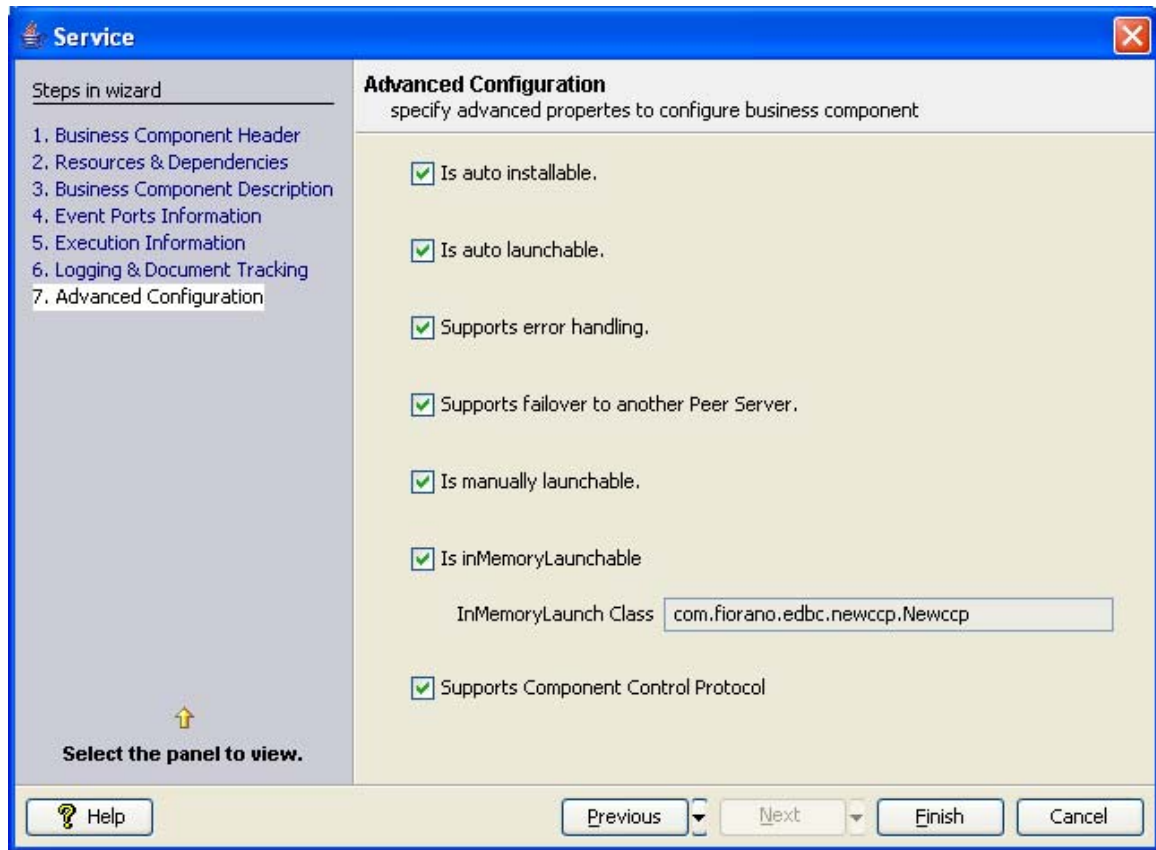 Service
Steps in wizard
1. Business Component Header
2. Resources & Dependencies
3. Business Component Description
4. Event Ports Information
5. Execution Information
6. Logging & Document Tracking
7. Advanced Configuration
Select the panel to view.
Advanced Configuration
specify advanced propertes to configure business component
Is auto installable.
Is auto launchable.
Supports error handling.
Supports failover to another Peer Server.
Is manually launchable.
Is inMemoryLaunchable
InMemoryLaunch Class com.fiorano.edbc.newccp.Newccp
Supports Component Control Protocol
Help Previous Next Finish Cancel